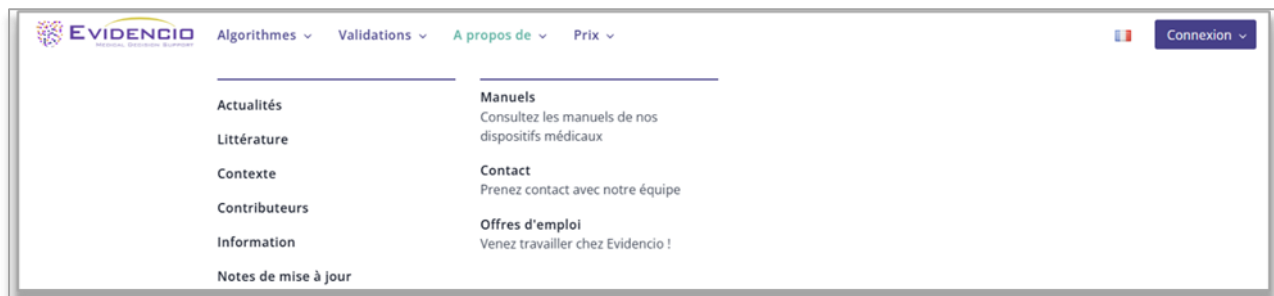 EVIDENCIO
MEDICAL DECISION SUPPORT
Algorithmes
Validations
A propos de
Prix
Connexion
Actualités
Littérature
Contexte
Contributeurs
Information
Notes de mise à jour
Manuels
Consultez les manuels de nos
dispositifs médicaux
Contact
Prenez contact avec notre équipe
Offres d'emploi
Venez travailler chez Evidencio !